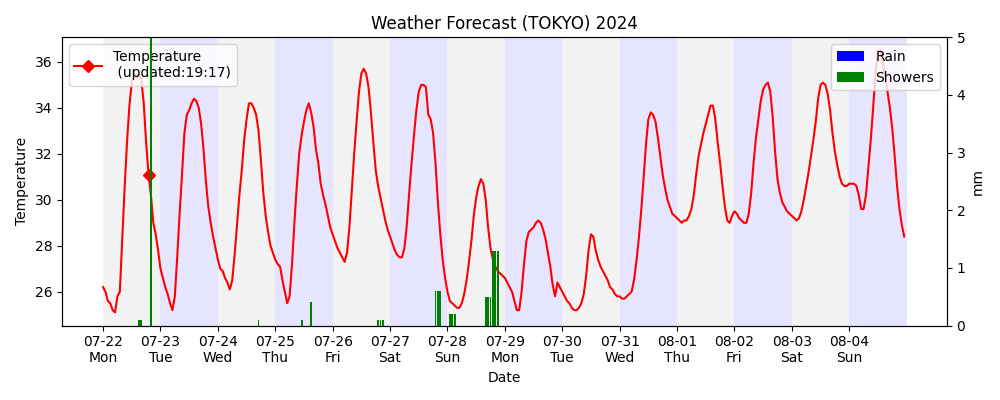 Weather Forecast (TOKYO) 2024
Temperature
(updated:19:17)
Rain
Showers
Temperature
36
34
32
30
28
26
5
4
3
2
1
0
mm
07-22 07-23 07-24 07-25 07-26 07-27 07-28 07-29 07-30 07-31 08-01 08-02 08-03 08-04
Mon Tue Wed Thu Fri Sat Sun Mon Tue Wed Thu Fri Sat Sun
Date